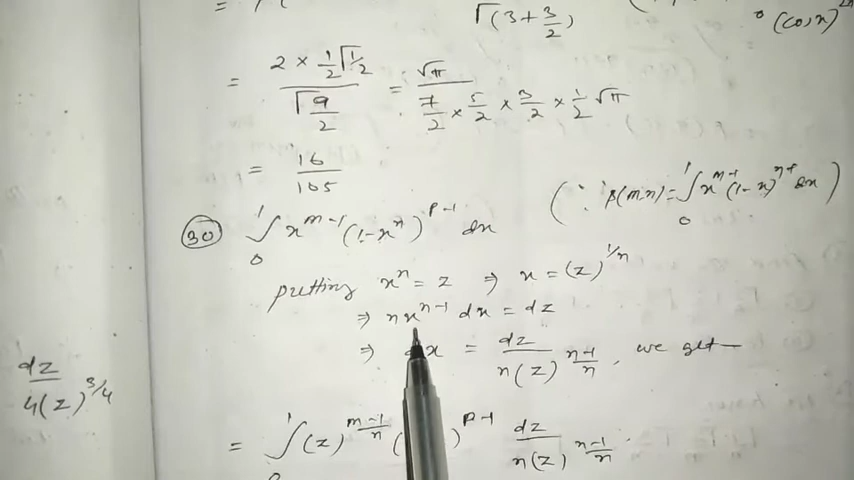 Γ(3+3/2)
(cos x)
= 2 × 1/2 Γ1/2 / Γ9/2 = √π / 7/2 × 5/2 × 3/2 × 1/2 √π
= 16/105
(∵ β(m,n) = ∫₀¹ x^{m-1} (1-x)^{n-1} dx)
30 ∫₀¹ x^{m-1} (1-x^n)^{p-1} dx
putting x^n = z ⇒ x = (z)^{1/n}
⇒ n x^{n-1} dx = dz
⇒ dx = dz / n(z)^{n-1/n}, we get
dz / 4(z)^{3/4}
= ∫₀¹ (z)^{m-1/n} ( )^{p-1} dz / n(z)^{n-1/n}